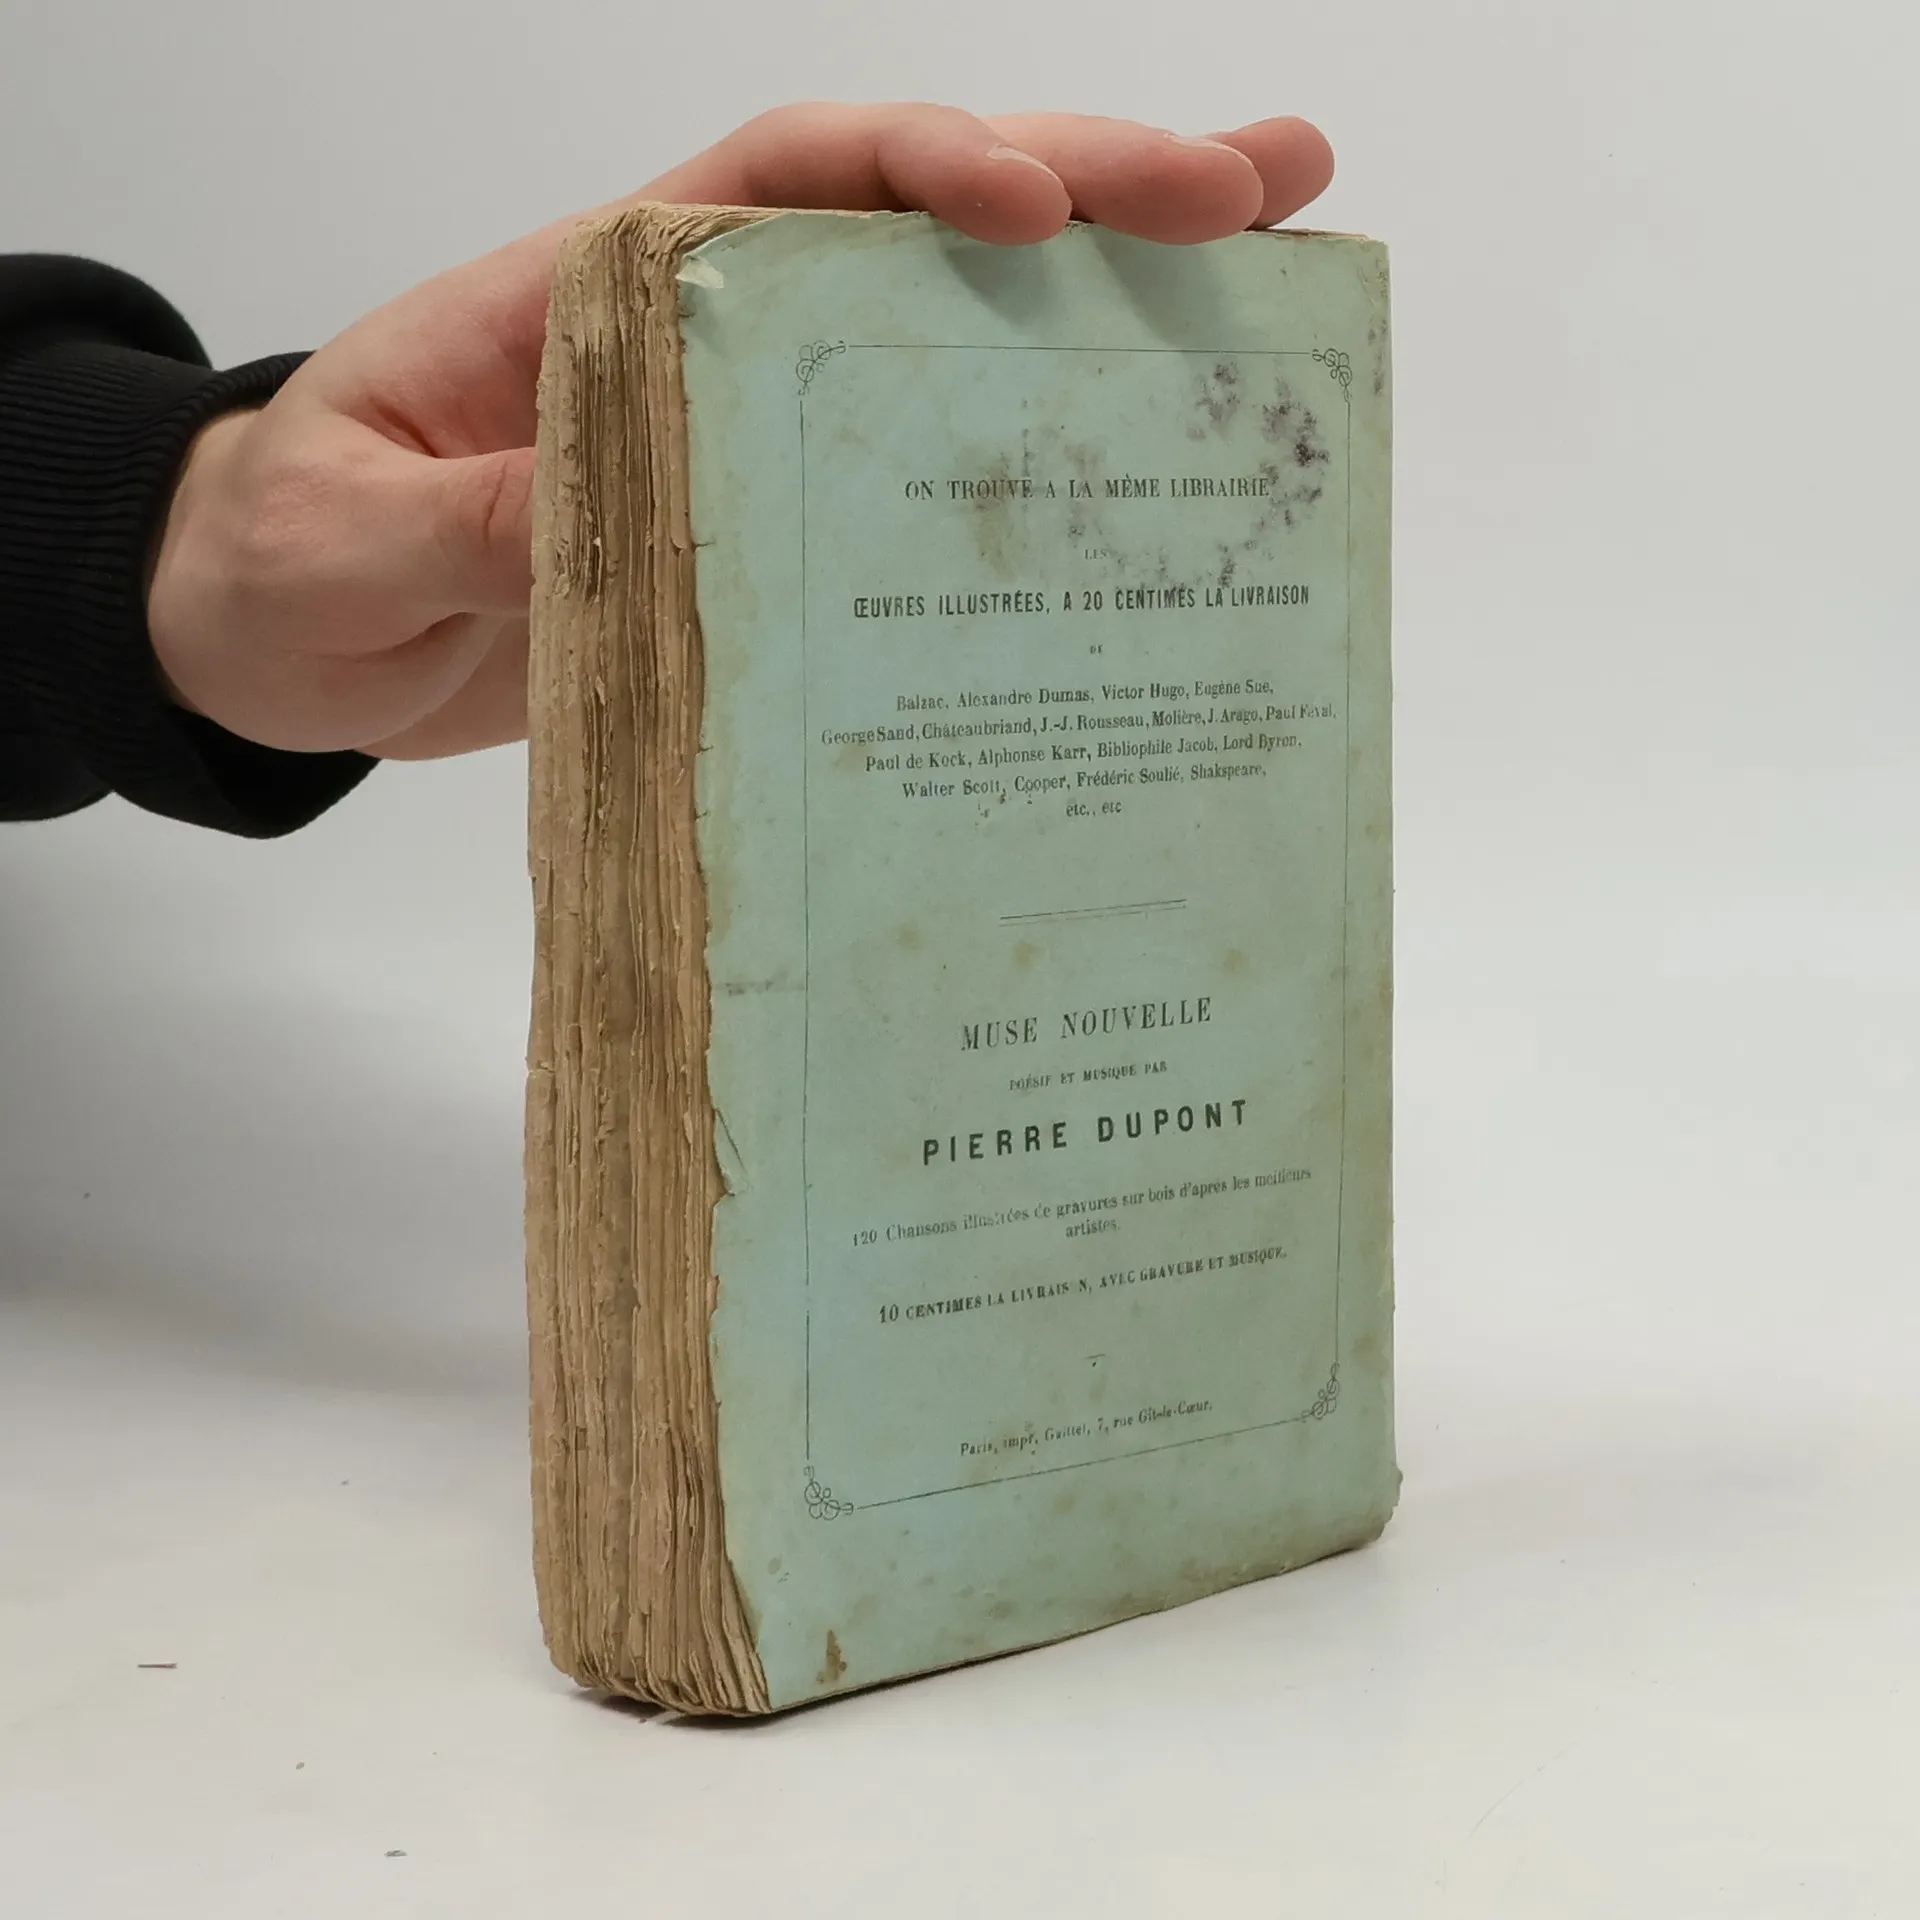 ON TROUVE A LA MÊME LIBRAIRIE
LES
ŒUVRES ILLUSTRÉES, A 20 CENTIMES LA LIVRAISON
DE
Balzac, Alexandre Dumas, Victor Hugo, Eugène Sue,
George Sand, Châteaubriand, J.-J. Rousseau, Molière, J. Arago, Paul Féval,
Paul de Kock, Alphonse Karr, Bibliophile Jacob, Lord Byron,
Walter Scott, Cooper, Frédéric Soulié, Shakspeare,
etc., etc
MUSE NOUVELLE
POÉSIE ET MUSIQUE PAR
PIERRE DUPONT
120 Chansons illustrées de gravures sur bois d'après les meilleurs
artistes.
10 CENTIMES LA LIVRAIS N, AVEC GRAVURE ET MUSIQUE.
Paris, impr. Gaittet, 7, rue Gît-le-Cœur.